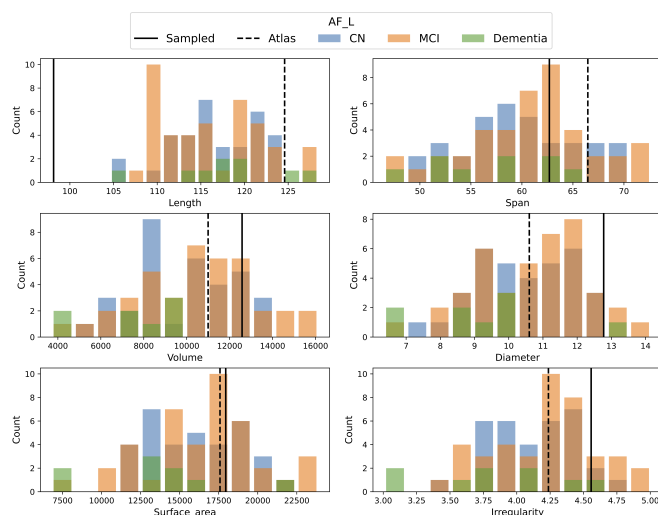 AF_L
Sampled Atlas CN MCI Dementia
Count
10
8
6
4
2
0
100 105 110 115 120 125
Length
Count
8
6
4
2
0
50 55 60 65 70
Span
Count
8
6
4
2
0
4000 6000 8000 10000 12000 14000 16000
Volume
Count
8
6
4
2
0
7 8 9 10 11 12 13 14
Diameter
Count
10
8
6
4
2
0
7500 10000 12500 15000 17500 20000 22500
Surface_area
Count
10
8
6
4
2
0
3.00 3.25 3.50 3.75 4.00 4.25 4.50 4.75 5.00
Irregularity